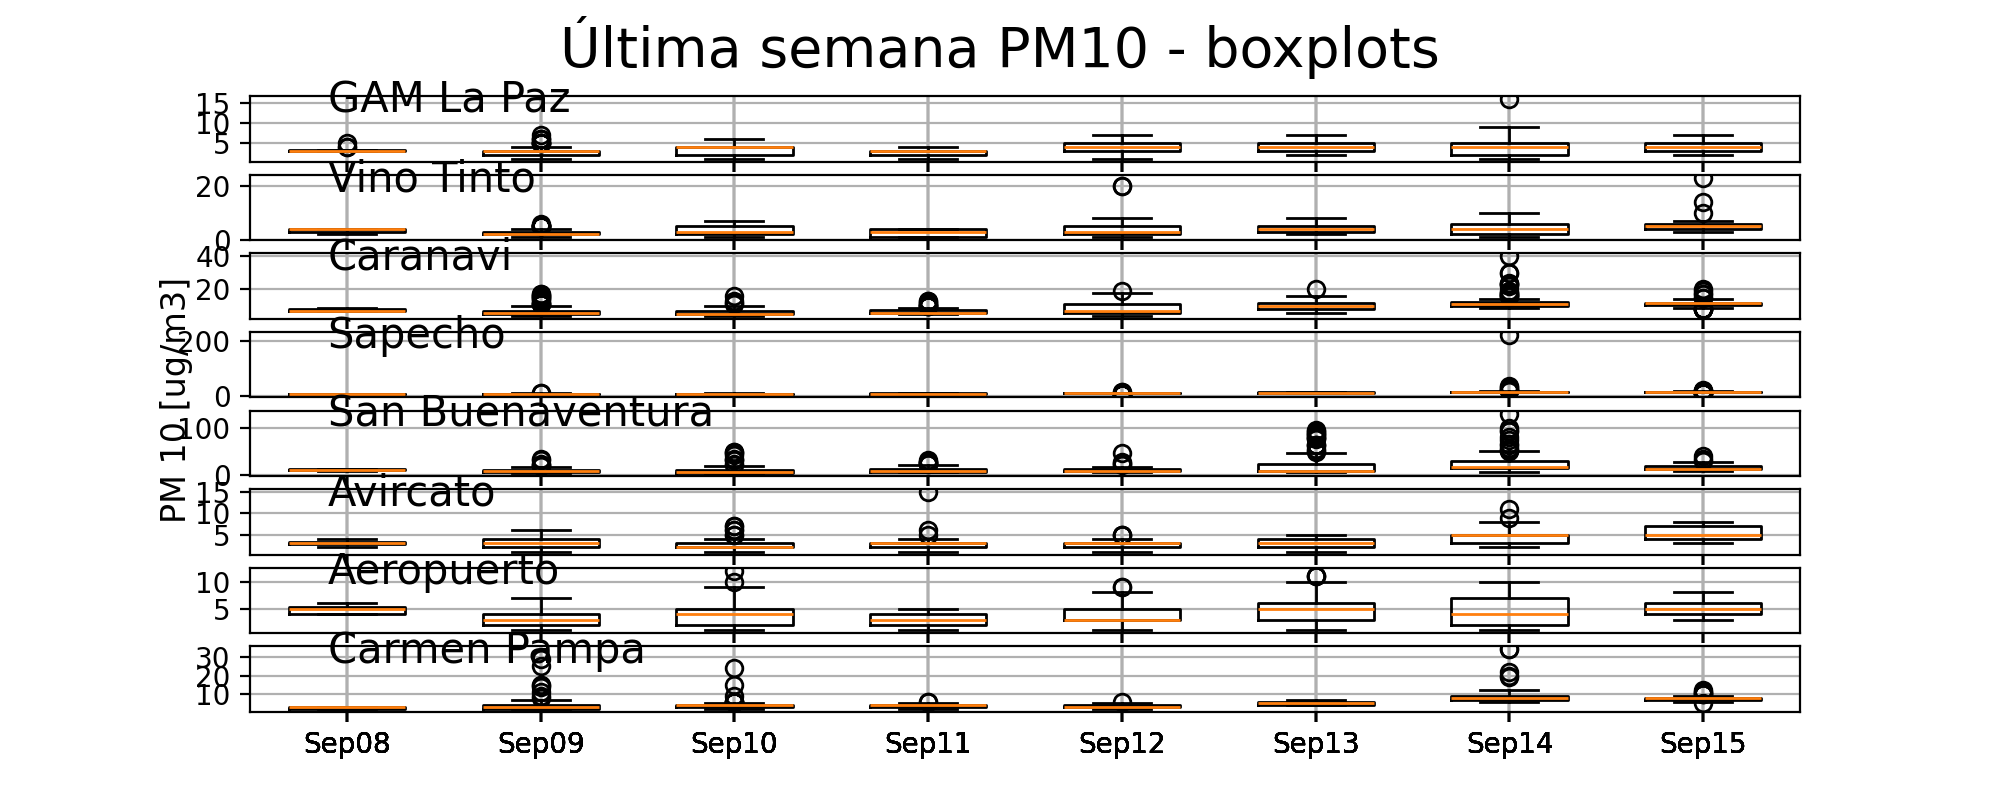 Última semana PM10 - boxplots
PM 10 [ug/m3]
GAM La Paz
15
10
5
Vino Tinto
20
0
Caranavi
40
20
Sapecho
200
0
San Buenaventura
100
0
Avircato
15
10
5
Aeropuerto
10
5
Carmen Pampa
30
20
10
Sep08 Sep09 Sep10 Sep11 Sep12 Sep13 Sep14 Sep15